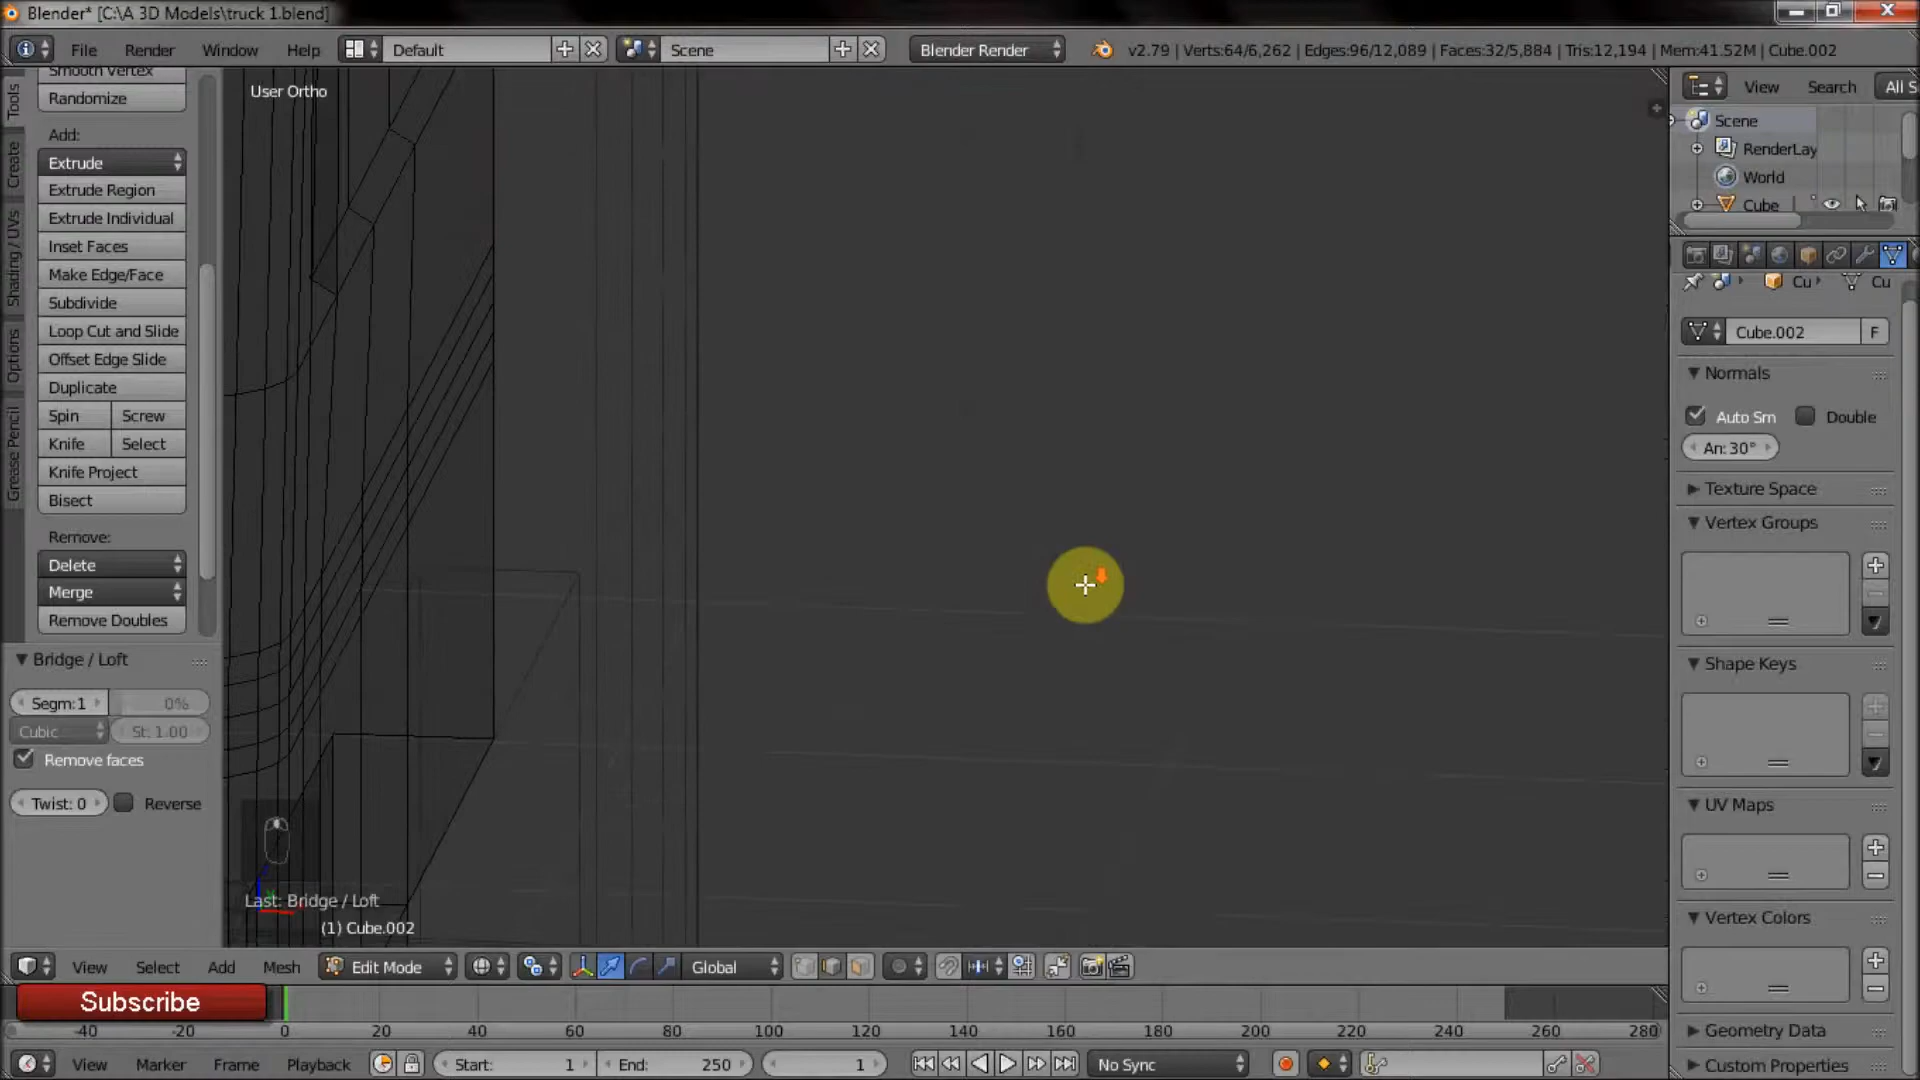 Blender* [C:\A 3D Models\truck 1.blend]
File Render Window Help Default Scene Blender Render v2.79 | Verts:64/6,262 | Edges:96/12,089 | Faces:32/5,884 | Tris:12,194 | Mem:41.52M | Cube.002
Tools
Create
Shading / UVs
Options
Grease Pencil
Smooth Vertex
Randomize
Add:
Extrude
Extrude Region
Extrude Individual
Inset Faces
Make Edge/Face
Subdivide
Loop Cut and Slide
Offset Edge Slide
Duplicate
Spin Screw
Knife Select
Knife Project
Bisect
Remove:
Delete
Merge
Remove Doubles
Bridge / Loft
Segm:1 0%
Cubic St: 1.00
Remove faces
Twist: 0 Reverse
User Ortho
Last: Bridge / Loft
(1) Cube.002
View Search All S
Scene
RenderLay
World
Cube
Cu Cu
Cube.002 F
Normals
Auto Sm Double
An: 30°
Texture Space
Vertex Groups
Shape Keys
UV Maps
Vertex Colors
Geometry Data
Custom Properties
View Select Add Mesh Edit Mode Global
Subscribe
-40 -20 0 20 40 60 80 100 120 140 160 180 200 220 240 260 280
View Marker Frame Playback Start: 1 End: 250 1 No Sync